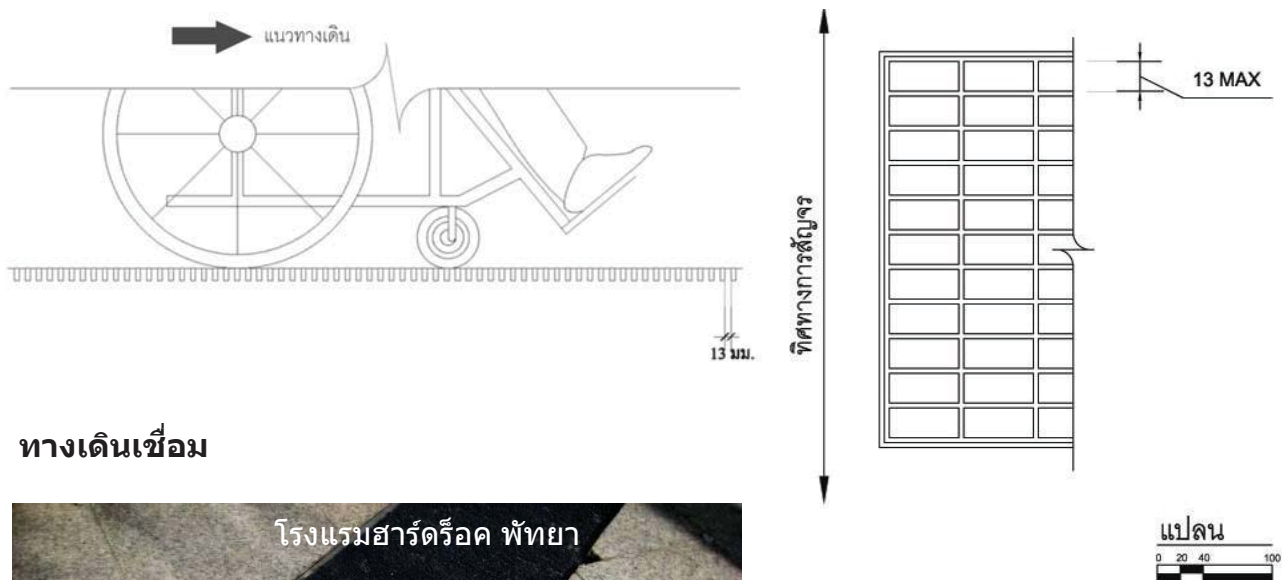 แนวทางเดิน
13 มม.
ทิศทางการสัญจร
13 MAX
ทางเดินเชื่อม
โรงแรมฮาร์ดร็อค พัทยา
แปลน
0 20 40 100